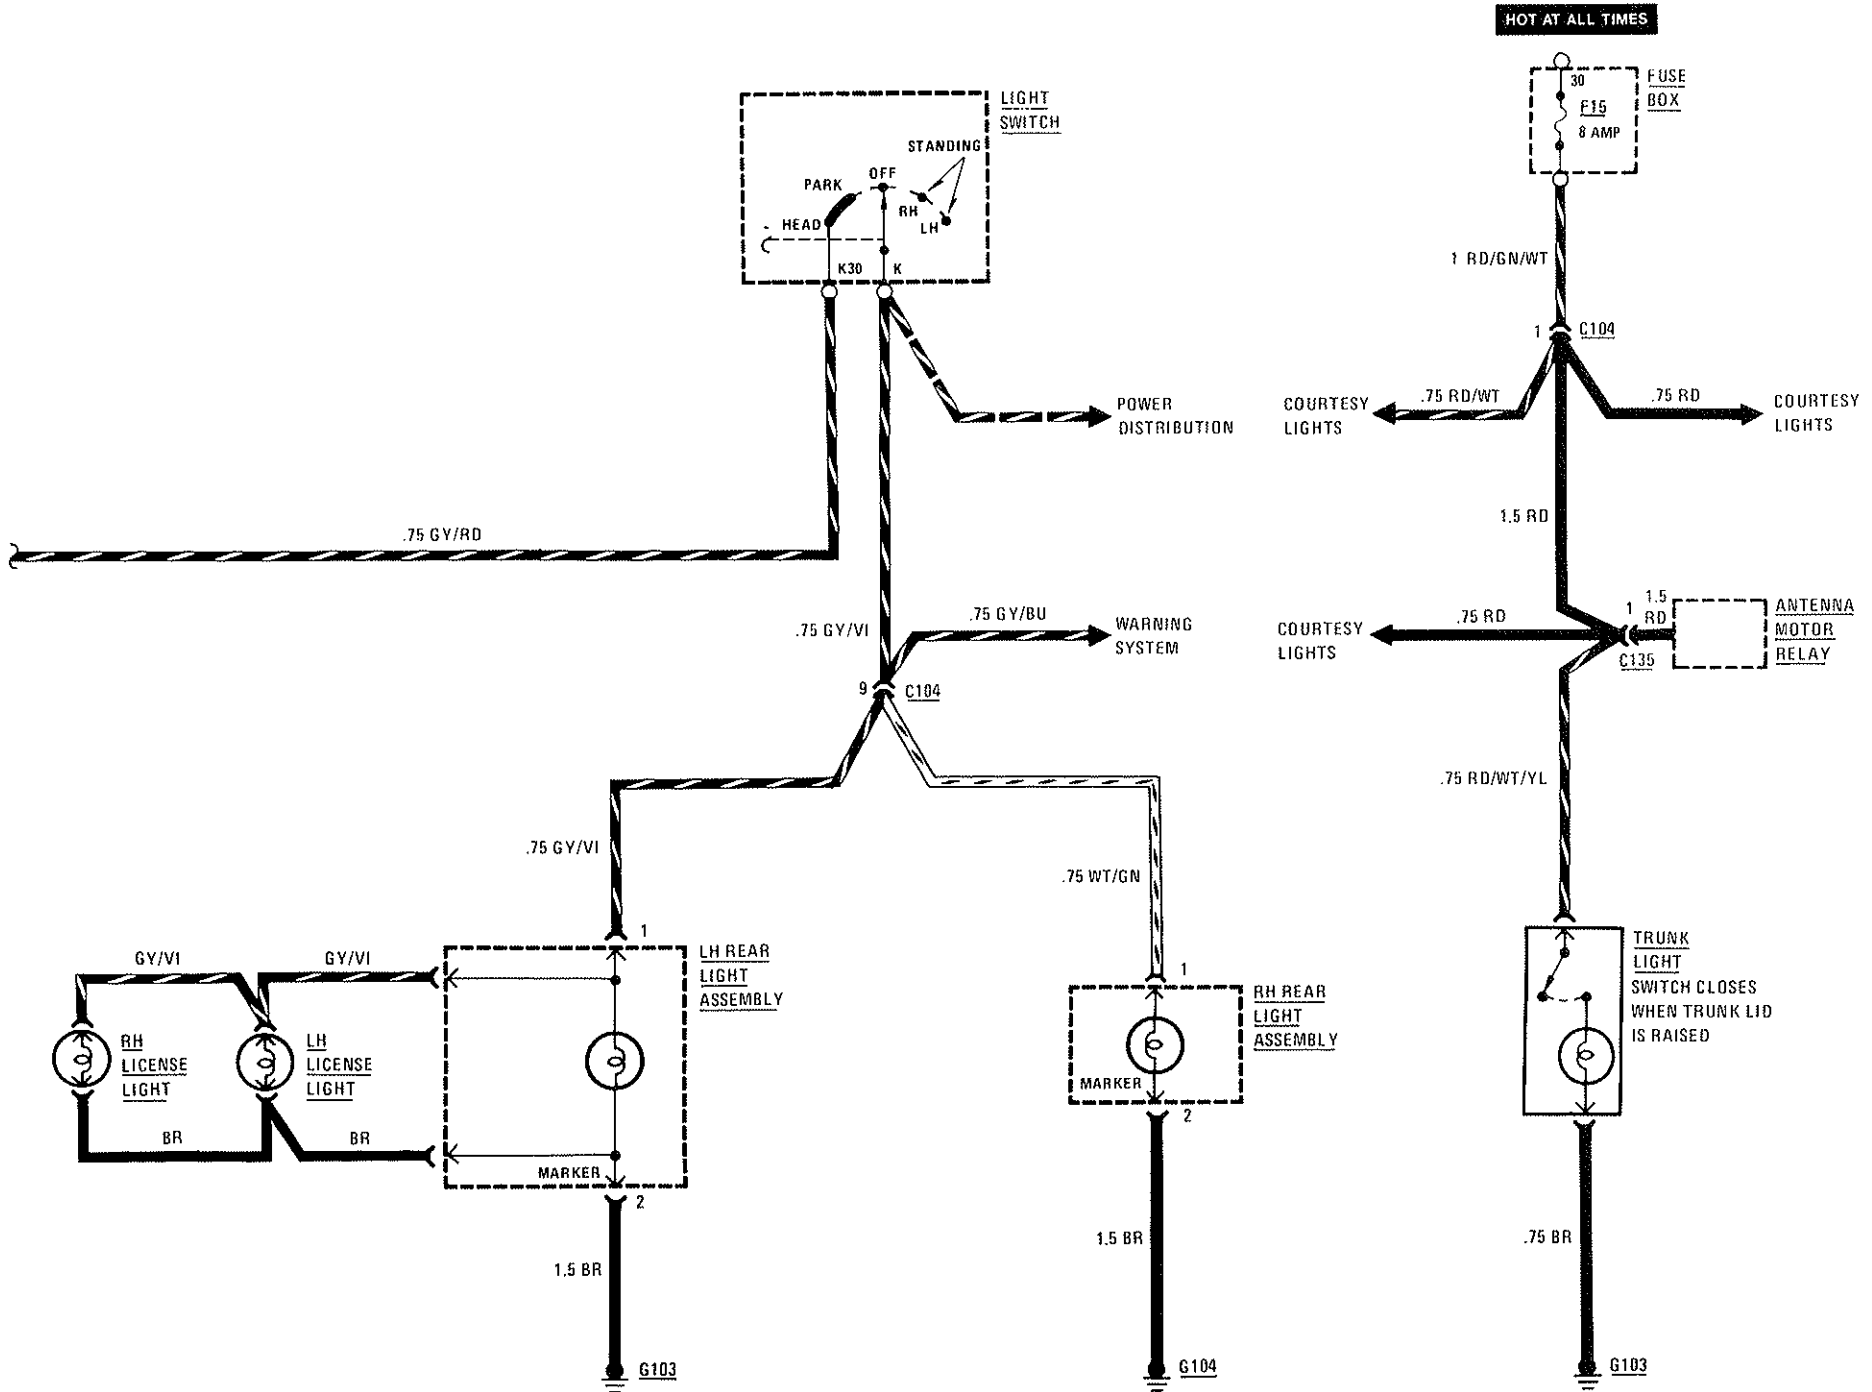 HOT AT ALL TIMES
30
F15
8 AMP
FUSE
BOX
LIGHT
SWITCH
STANDING
OFF
PARK
RH
LH
HEAD
K30
K
1 RD/GN/WT
1
C104
POWER
DISTRIBUTION
COURTESY
LIGHTS
.75 RD/WT
.75 RD
COURTESY
LIGHTS
1.5 RD
.75 GY/RD
.75 GY/VI
.75 GY/BU
WARNING
SYSTEM
9
C104
COURTESY
LIGHTS
.75 RD
1
1.5
RD
C135
ANTENNA
MOTOR
RELAY
.75 RD/WT/YL
.75 GY/VI
.75 WT/GN
1
LH REAR
LIGHT
ASSEMBLY
GY/VI
GY/VI
RH
LICENSE
LIGHT
LH
LICENSE
LIGHT
BR
BR
MARKER
2
1
RH REAR
LIGHT
ASSEMBLY
MARKER
2
TRUNK
LIGHT
SWITCH CLOSES
WHEN TRUNK LID
IS RAISED
1.5 BR
1.5 BR
.75 BR
G103
G104
G103